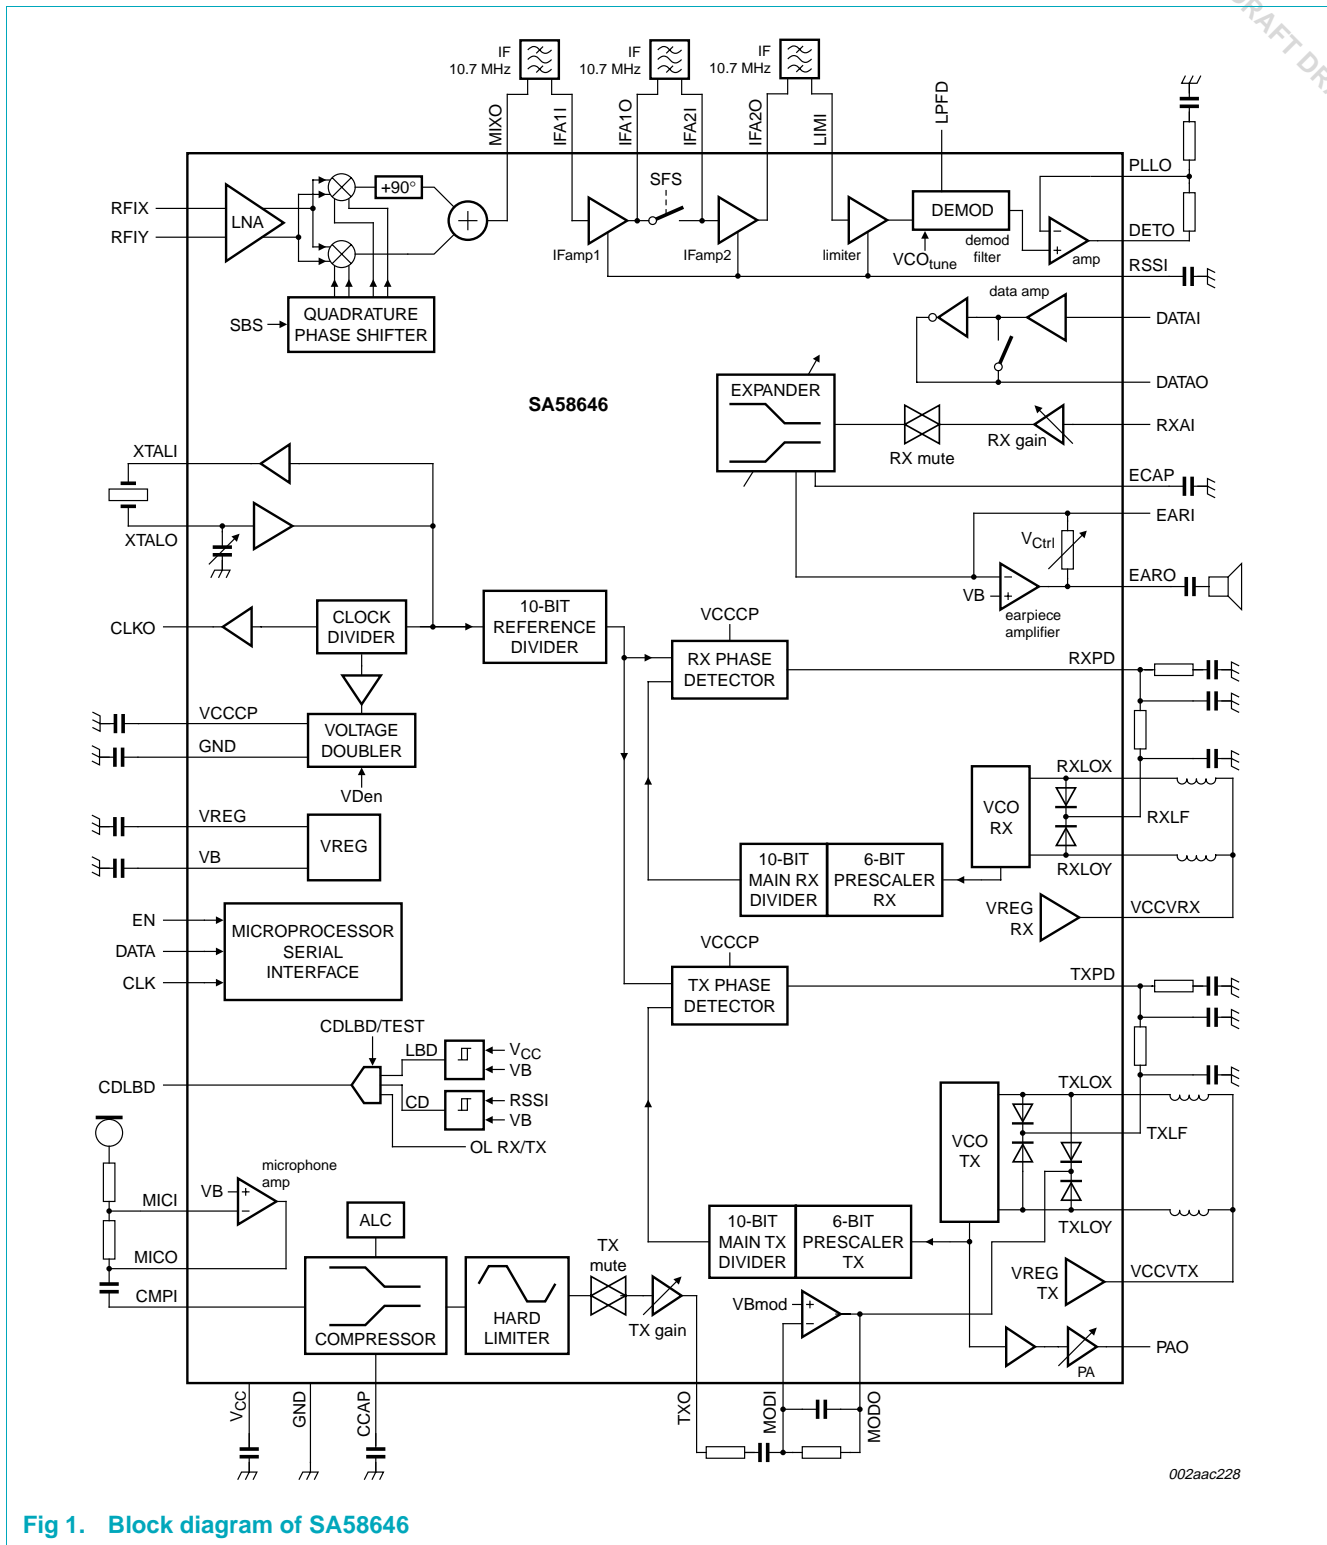 DRAFT DR
IF
10.7 MHz
IF
10.7 MHz
IF
10.7 MHz
MIXO
IFA1I
IFA1O
IFA2I
IFA2O
LIMI
LPFD
PLLO
RFIX
RFIY
LNA
+90°
SFS
IFamp1
IFamp2
limiter
DEMOD
demod
filter
VCOtune
amp
DETO
RSSI
SBS
QUADRATURE
PHASE SHIFTER
data amp
DATAI
DATAO
SA58646
EXPANDER
RX mute
RX gain
RXAI
ECAP
EARI
VCtrl
VB
earpiece
amplifier
EARO
XTALI
XTALO
CLKO
CLOCK
DIVIDER
10-BIT
REFERENCE
DIVIDER
VCCCP
RX PHASE
DETECTOR
RXPD
VCCCP
GND
VOLTAGE
DOUBLER
VDen
VREG
VB
VREG
RXLOX
VCO
RX
RXLF
RXLOY
10-BIT
MAIN RX
DIVIDER
6-BIT
PRESCALER
RX
VREG
RX
VCCVRX
EN
DATA
CLK
MICROPROCESSOR
SERIAL
INTERFACE
VCCCP
TX PHASE
DETECTOR
TXPD
CDLBD/TEST
LBD
VCC
VB
CD
RSSI
VB
OL RX/TX
CDLBD
TXLOX
VCO
TX
TXLF
TXLOY
microphone
amp
VB
MICI
MICO
CMPI
ALC
COMPRESSOR
HARD
LIMITER
TX
mute
TX gain
10-BIT
MAIN TX
DIVIDER
6-BIT
PRESCALER
TX
VREG
TX
VCCVTX
VBmod
PA
PAO
VCC
GND
CCAP
TXO
MODI
MODO
002aac228
Fig 1. Block diagram of SA58646